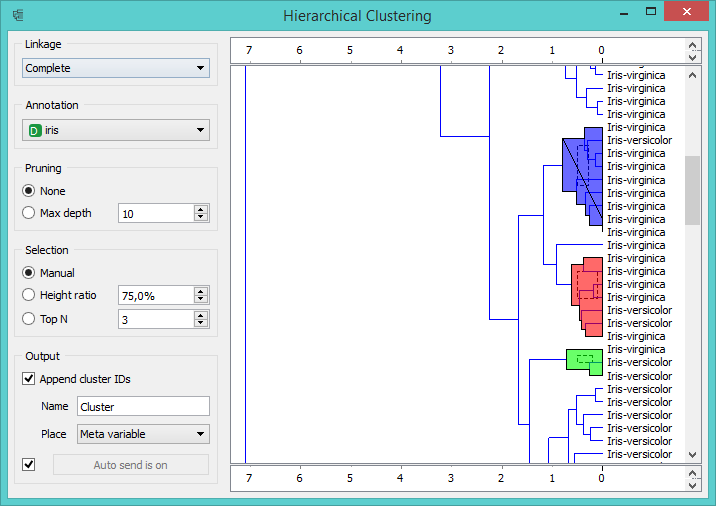 Hierarchical Clustering
Linkage
Complete
Annotation
D iris
Pruning
None
Max depth 10
Selection
Manual
Height ratio 75,0%
Top N 3
Output
Append cluster IDs
Name Cluster
Place Meta variable
Auto send is on
7 6 5 4 3 2 1 0
Iris-virginica
Iris-virginica
Iris-virginica
Iris-virginica
Iris-virginica
Iris-versicolor
Iris-virginica
Iris-virginica
Iris-virginica
Iris-virginica
Iris-virginica
Iris-virginica
Iris-virginica
Iris-virginica
Iris-virginica
Iris-virginica
Iris-virginica
Iris-virginica
Iris-versicolor
Iris-versicolor
Iris-virginica
Iris-versicolor
Iris-versicolor
Iris-versicolor
Iris-versicolor
Iris-versicolor
Iris-versicolor
Iris-versicolor
Iris-versicolor
7 6 5 4 3 2 1 0